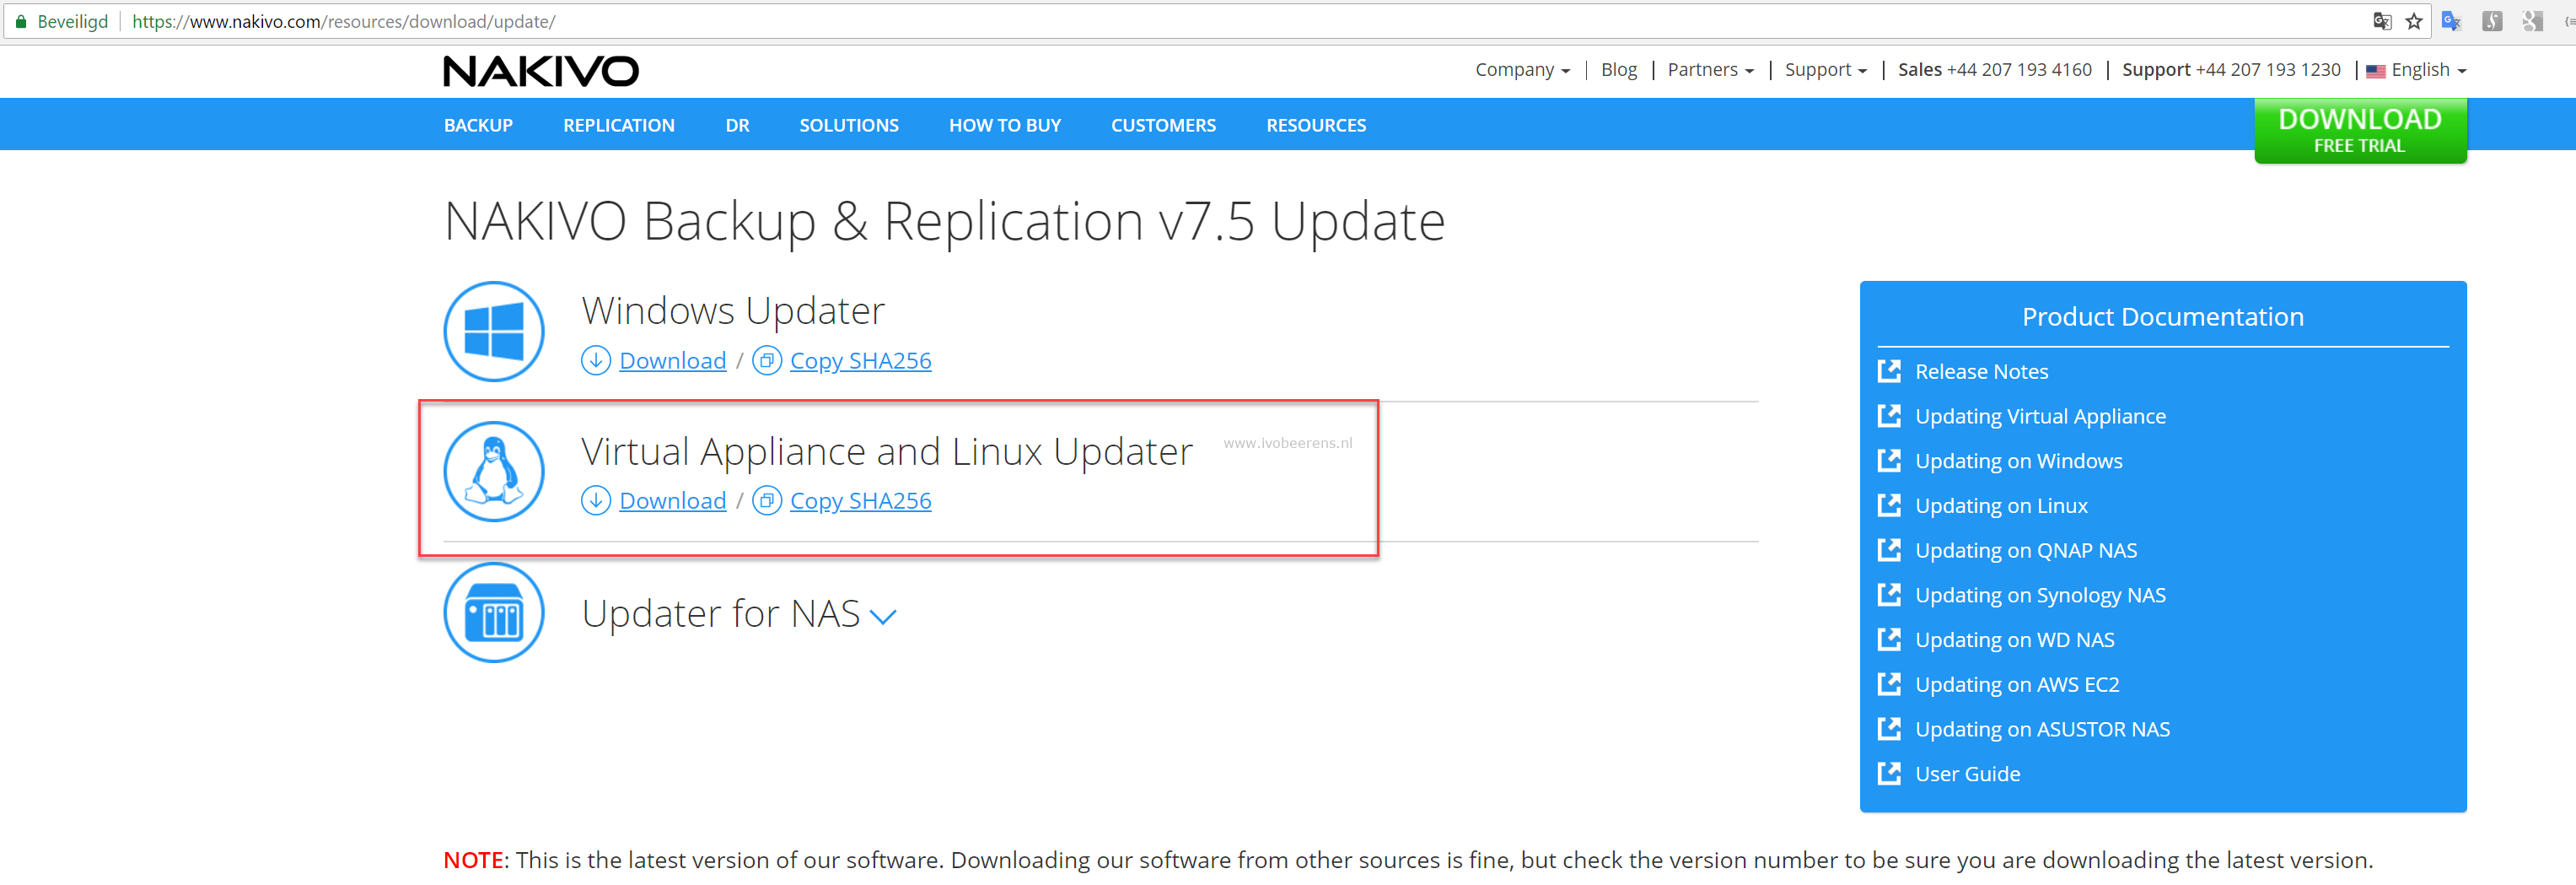 Beveiligd https://www.nakivo.com/resources/download/update/
NAKIVO
Company Blog Partners Support Sales +44 207 193 4160 Support +44 207 193 1230 English
BACKUP REPLICATION DR SOLUTIONS HOW TO BUY CUSTOMERS RESOURCES
DOWNLOAD
FREE TRIAL
NAKIVO Backup & Replication v7.5 Update
Windows Updater
Download / Copy SHA256
Virtual Appliance and Linux Updater
www.ivobeerens.nl
Download / Copy SHA256
Updater for NAS
Product Documentation
Release Notes
Updating Virtual Appliance
Updating on Windows
Updating on Linux
Updating on QNAP NAS
Updating on Synology NAS
Updating on WD NAS
Updating on AWS EC2
Updating on ASUSTOR NAS
User Guide
NOTE: This is the latest version of our software. Downloading our software from other sources is fine, but check the version number to be sure you are downloading the latest version.